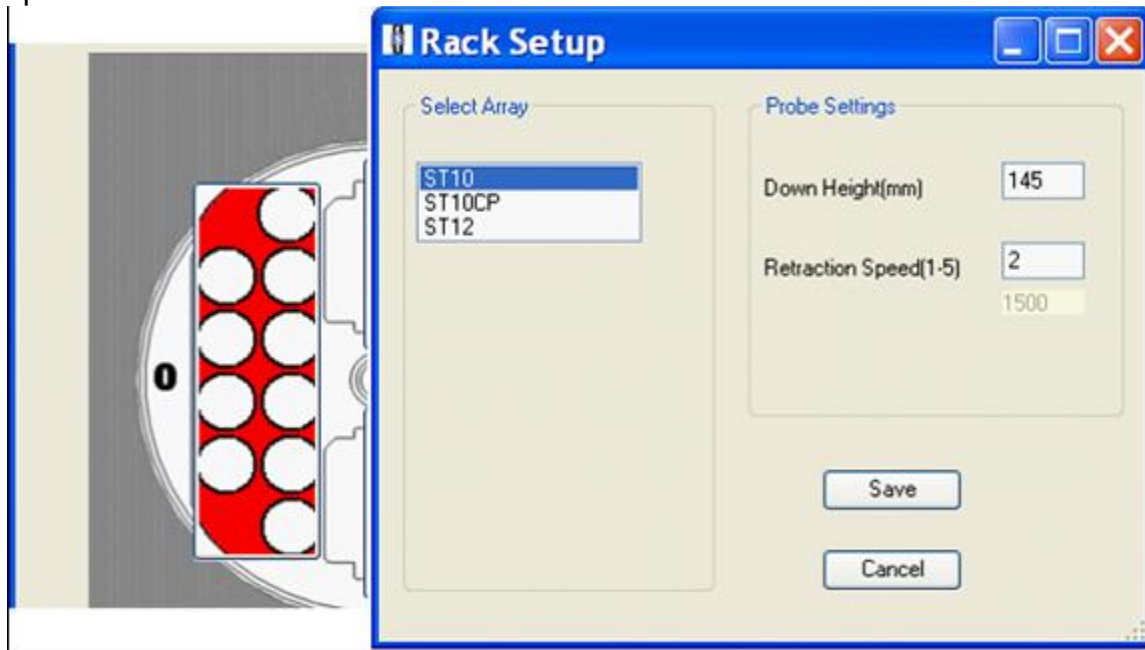 Rack Setup
Select Array
ST10
ST10CP
ST12
Probe Settings
Down Height(mm)
145
Retraction Speed(1-5)
2
1500
0
Save
Cancel